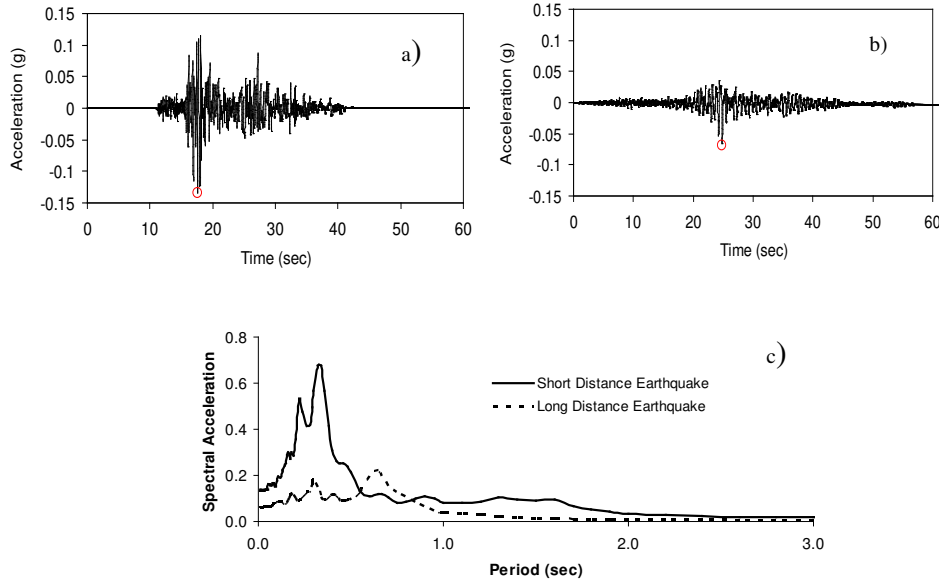 0.15
0.1
0.05
0
-0.05
-0.1
-0.15
Acceleration (g)
a)
0 10 20 30 40 50 60
Time (sec)
0.15
0.10
0.05
0
-0.05
-0.1
-0.15
Acceleration (g)
b)
0 10 20 30 40 50 60
Time (sec)
0.8
0.6
0.4
0.2
0.0
Spectral Acceleration
c)
Short Distance Earthquake
Long Distance Earthquake
0.0 1.0 2.0 3.0
Period (sec)